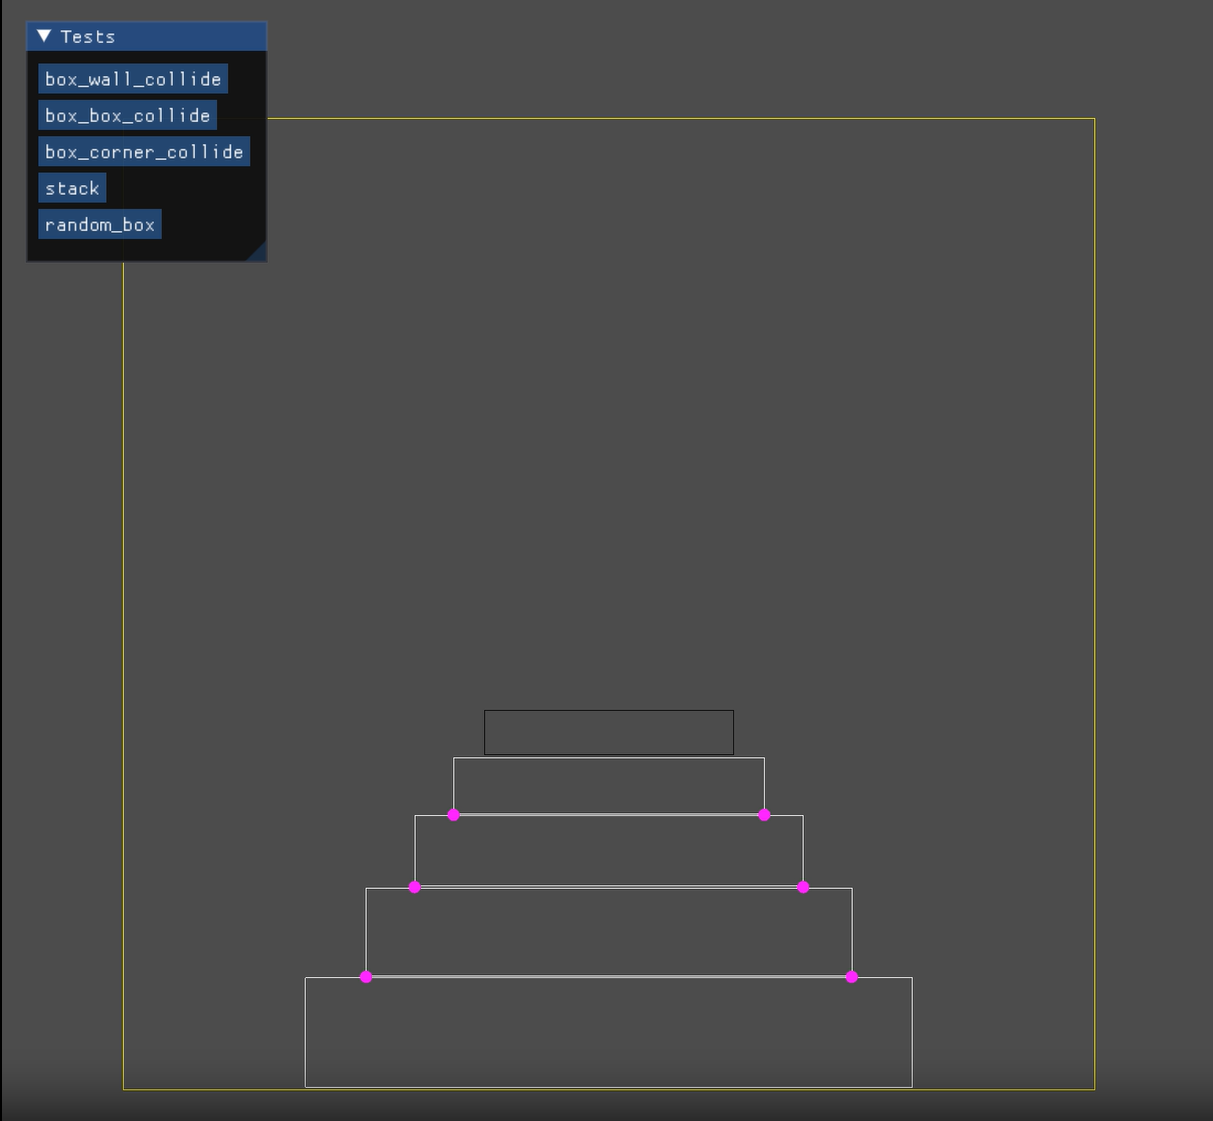 Tests
box_wall_collide
box_box_collide
box_corner_collide
stack
random_box